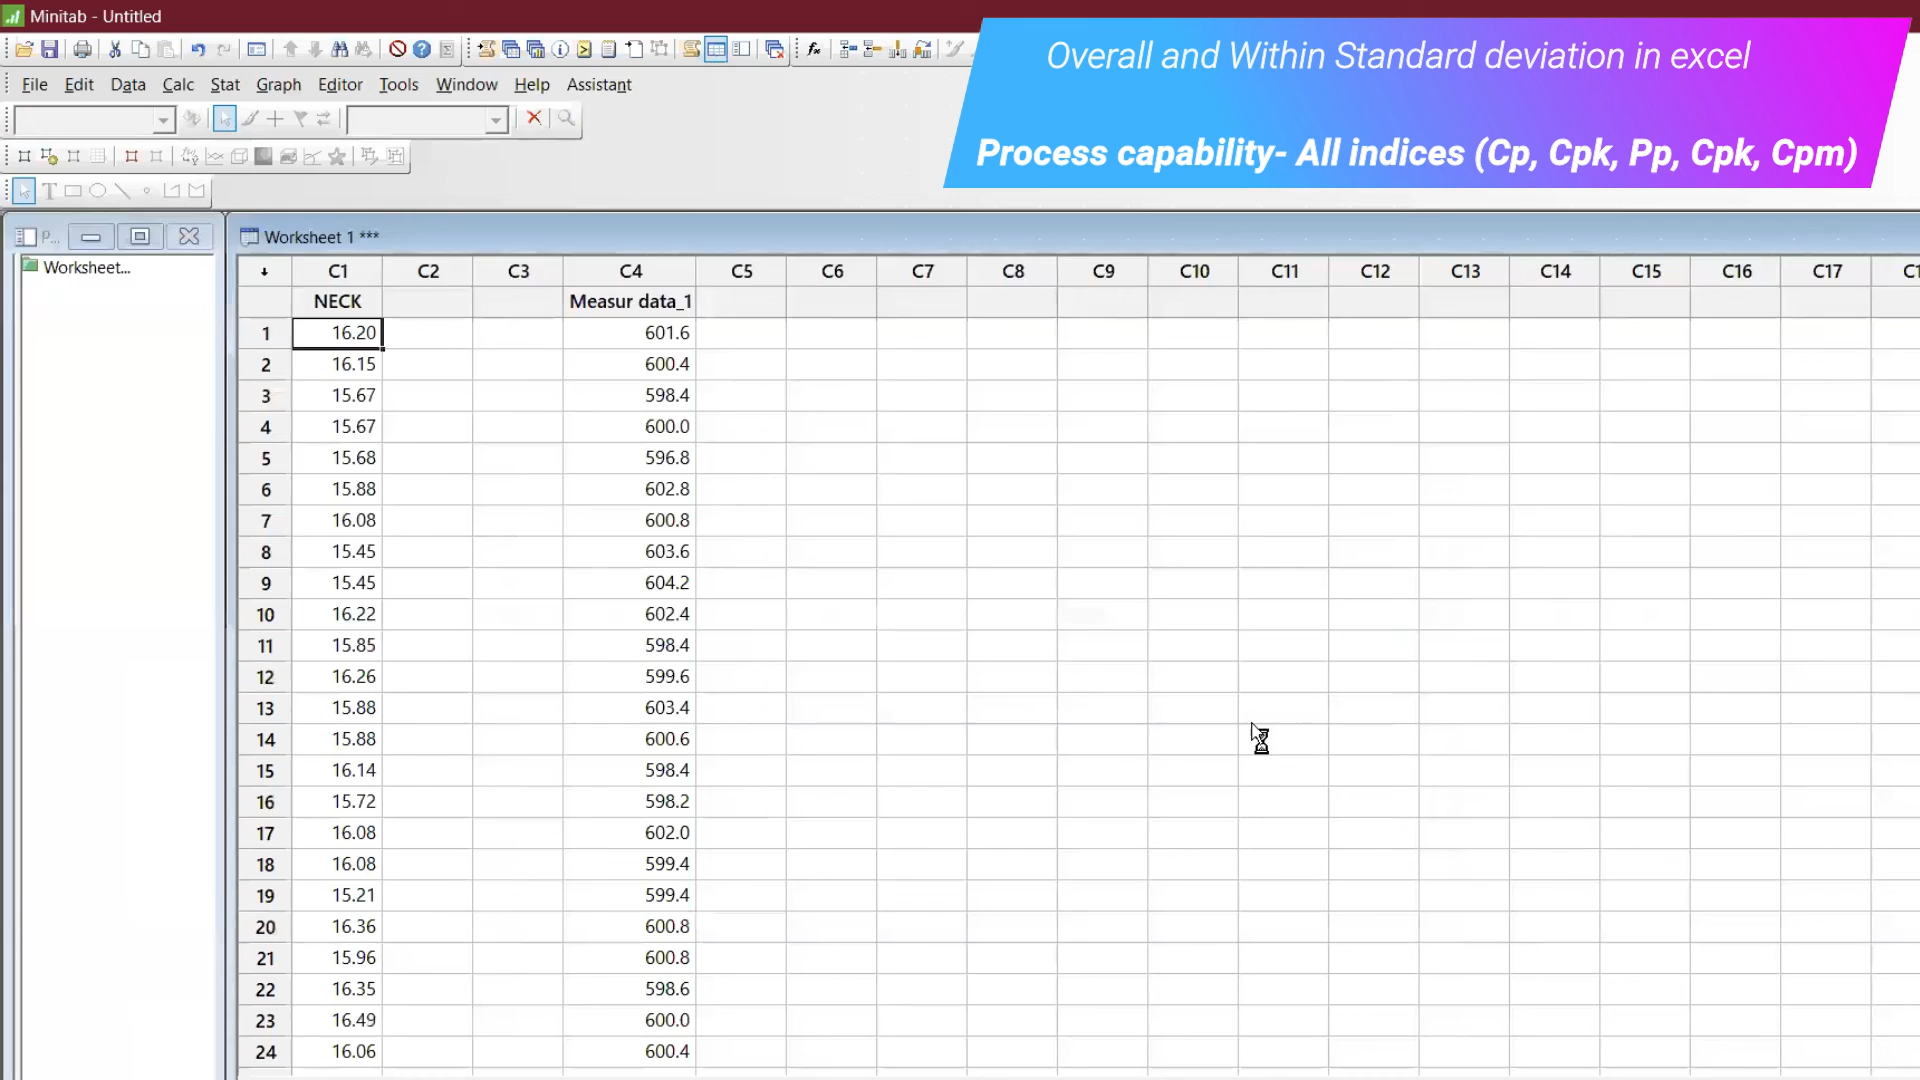 Minitab - Untitled
Overall and Within Standard deviation in excel
Process capability- All indices (Cp, Cpk, Pp, Cpk, Cpm)
File Edit Data Calc Stat Graph Editor Tools Window Help Assistant
P... Worksheet 1 ***
Worksheet...
C1 C2 C3 C4 C5 C6 C7 C8 C9 C10 C11 C12 C13 C14 C15 C16 C17
NECK Measur data_1
1 16.20 601.6
2 16.15 600.4
3 15.67 598.4
4 15.67 600.0
5 15.68 596.8
6 15.88 602.8
7 16.08 600.8
8 15.45 603.6
9 15.45 604.2
10 16.22 602.4
11 15.85 598.4
12 16.26 599.6
13 15.88 603.4
14 15.88 600.6
15 16.14 598.4
16 15.72 598.2
17 16.08 602.0
18 16.08 599.4
19 15.21 599.4
20 16.36 600.8
21 15.96 600.8
22 16.35 598.6
23 16.49 600.0
24 16.06 600.4